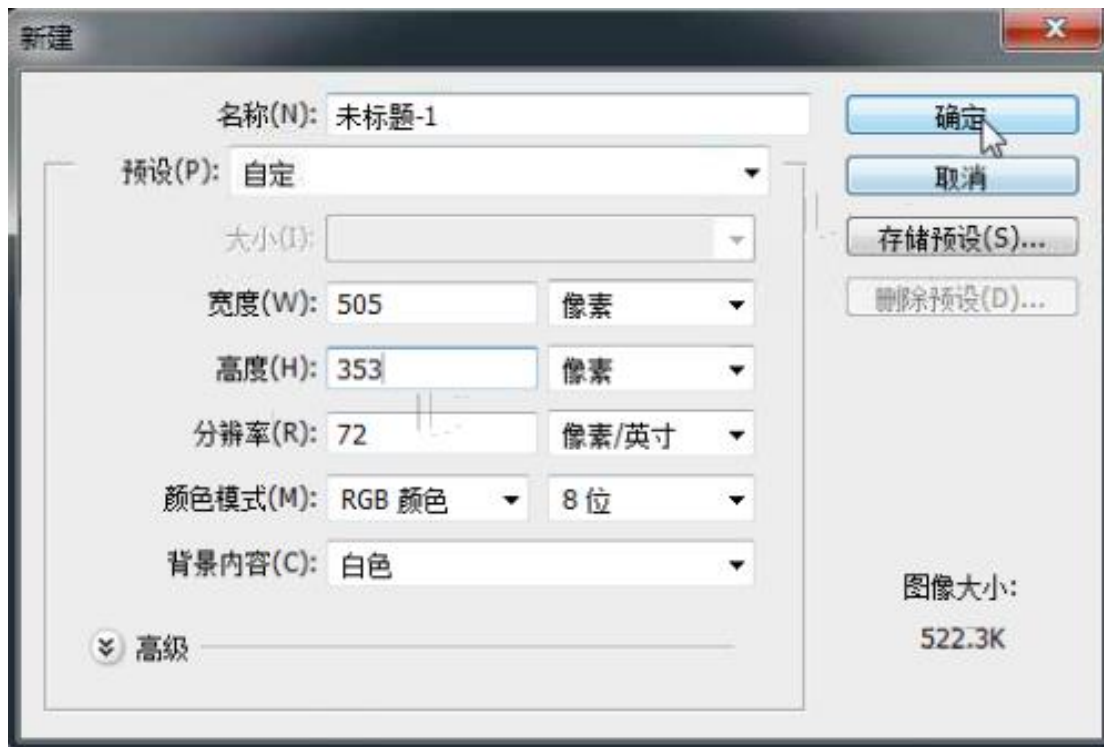 新建
名称(N): 未标题-1
确定
预设(P): 自定
取消
大小(I):
存储预设(S)...
宽度(W): 505 像素
删除预设(D)...
高度(H): 353 像素
分辨率(R): 72 像素/英寸
颜色模式(M): RGB 颜色 8 位
背景内容(C): 白色
图像大小:
高级
522.3K